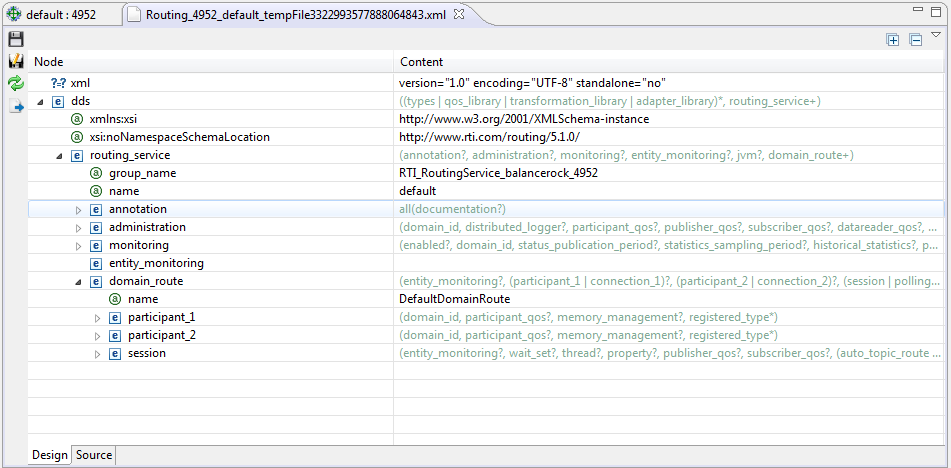 default : 4952 Routing_4952_default_tempFile3322993577888064843.xml
Node Content
?=? xml version="1.0" encoding="UTF-8" standalone="no"
e dds ((types | qos_library | transformation_library | adapter_library)*, routing_service+)
a xmlns:xsi http://www.w3.org/2001/XMLSchema-instance
a xsi:noNamespaceSchemaLocation http://www.rti.com/routing/5.1.0/
e routing_service (annotation?, administration?, monitoring?, entity_monitoring?, jvm?, domain_route+)
a group_name RTI_RoutingService_balancerock_4952
a name default
e annotation all(documentation?)
e administration (domain_id, distributed_logger?, participant_qos?, publisher_qos?, subscriber_qos?, datareader_qos?, ...
e monitoring (enabled?, domain_id, status_publication_period?, statistics_sampling_period?, historical_statistics?, p...
e entity_monitoring
e domain_route (entity_monitoring?, (participant_1 | connection_1)?, (participant_2 | connection_2)?, (session | polling...
a name DefaultDomainRoute
e participant_1 (domain_id, participant_qos?, memory_management?, registered_type*)
e participant_2 (domain_id, participant_qos?, memory_management?, registered_type*)
e session (entity_monitoring?, wait_set?, thread?, property?, publisher_qos?, subscriber_qos?, (auto_topic_route ...
Design Source